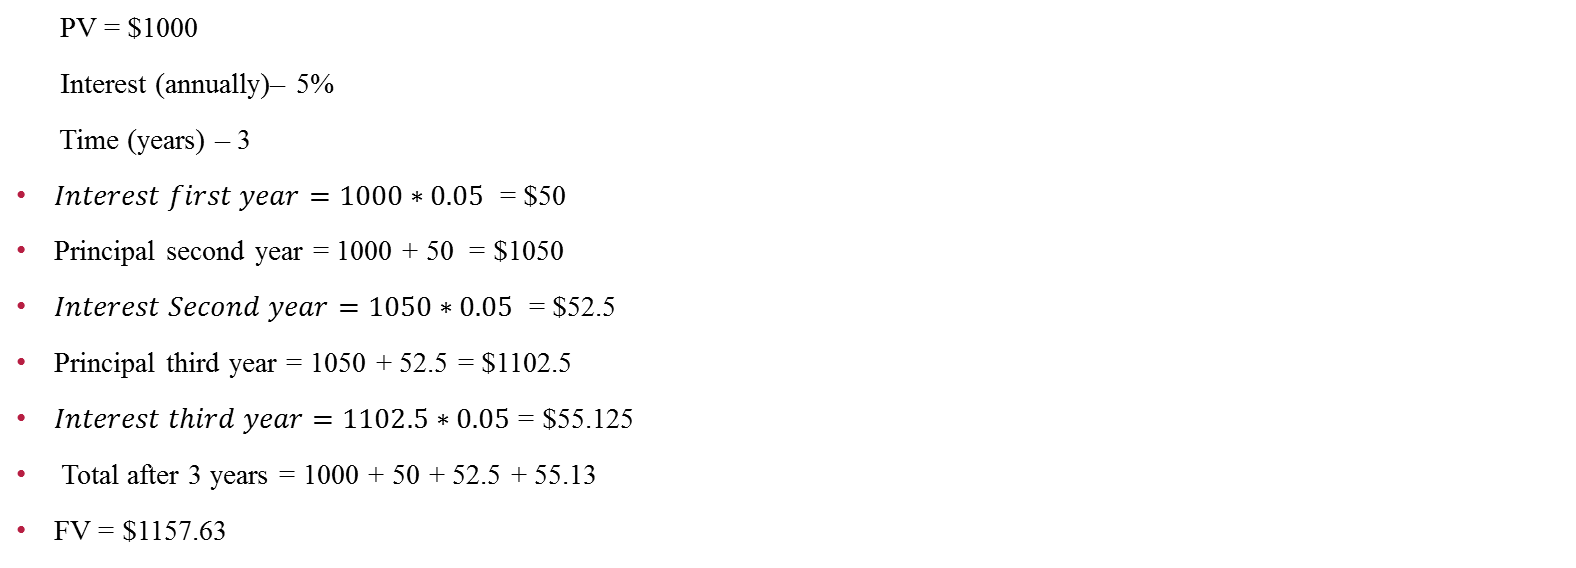 PV = $1000
Interest (annually)– 5%
Time (years) – 3
• Interest first year = 1000 ∗ 0.05 = $50
• Principal second year = 1000 + 50 = $1050
• Interest Second year = 1050 ∗ 0.05 = $52.5
• Principal third year = 1050 + 52.5 = $1102.5
• Interest third year = 1102.5 ∗ 0.05 = $55.125
• Total after 3 years = 1000 + 50 + 52.5 + 55.13
• FV = $1157.63